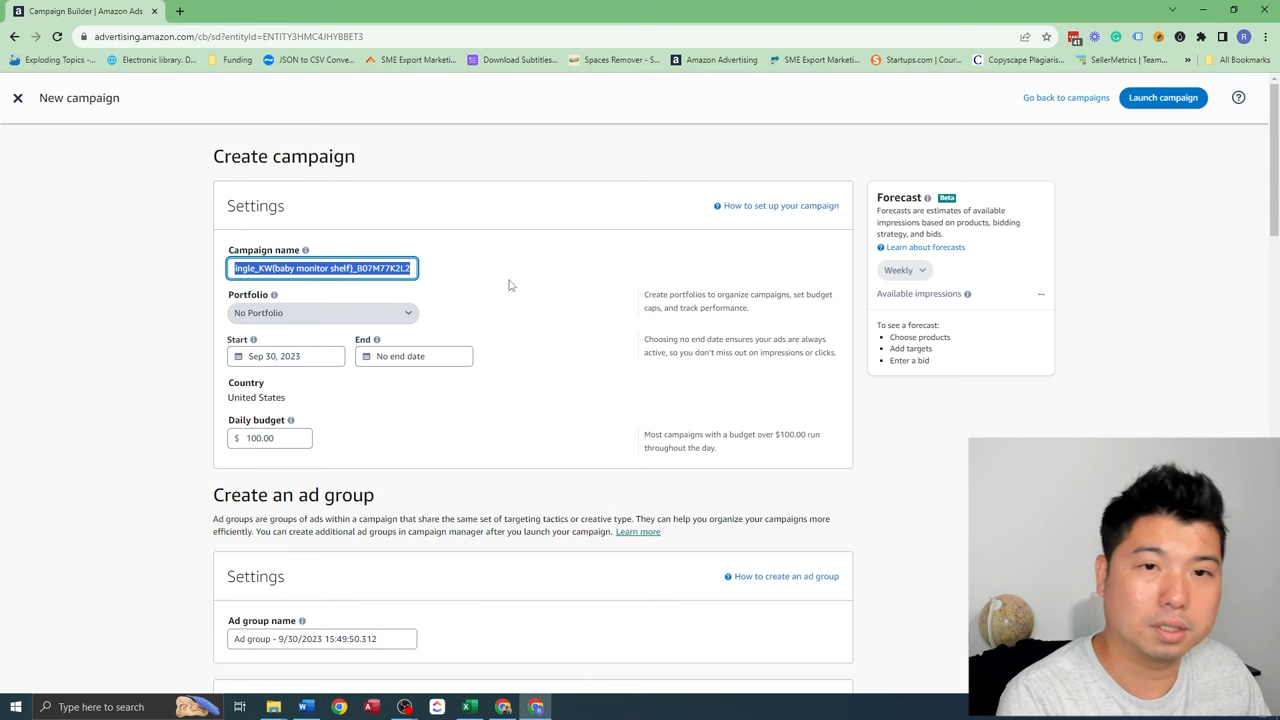 Campaign Builder | Amazon Ads
advertising.amazon.com/cb/sd?entityId=ENTITY3HMC4JHYBBET3
Exploding Topics -...
Electronic library. D...
Funding
JSON to CSV Conve...
SME Export Market...
Download Subtitles...
Spaces Remover - S...
Amazon Advertising
SME Export Marketi...
Startups.com | Cour...
Copyscape Plagiaris...
SellerMetrics | Team...
»
All Bookmarks
41
R
New campaign
Go back to campaigns
Launch campaign
Create campaign
Settings
How to set up your campaign
Campaign name
ingle_KW(baby monitor shelf)_B07M77K2L2
Portfolio
No Portfolio
Create portfolios to organize campaigns, set budget
caps, and track performance.
Start
End
Sep 30, 2023
No end date
Choosing no end date ensures your ads are always
active, so you don't miss out on impressions or clicks.
Country
United States
Daily budget
$ 100.00
Most campaigns with a budget over $100.00 run
throughout the day.
Forecast
Beta
Forecasts are estimates of available
impressions based on products, bidding
strategy, and bids.
Learn about forecasts
Weekly
Available impressions
--
To see a forecast:
• Choose products
• Add targets
• Enter a bid
Create an ad group
Ad groups are groups of ads within a campaign that share the same set of targeting tactics or creative type. They can help you organize your campaigns more
efficiently. You can create additional ad groups in campaign manager after you launch your campaign. Learn more
Settings
How to create an ad group
Ad group name
Ad group - 9/30/2023 15:49:50.312
Type here to search